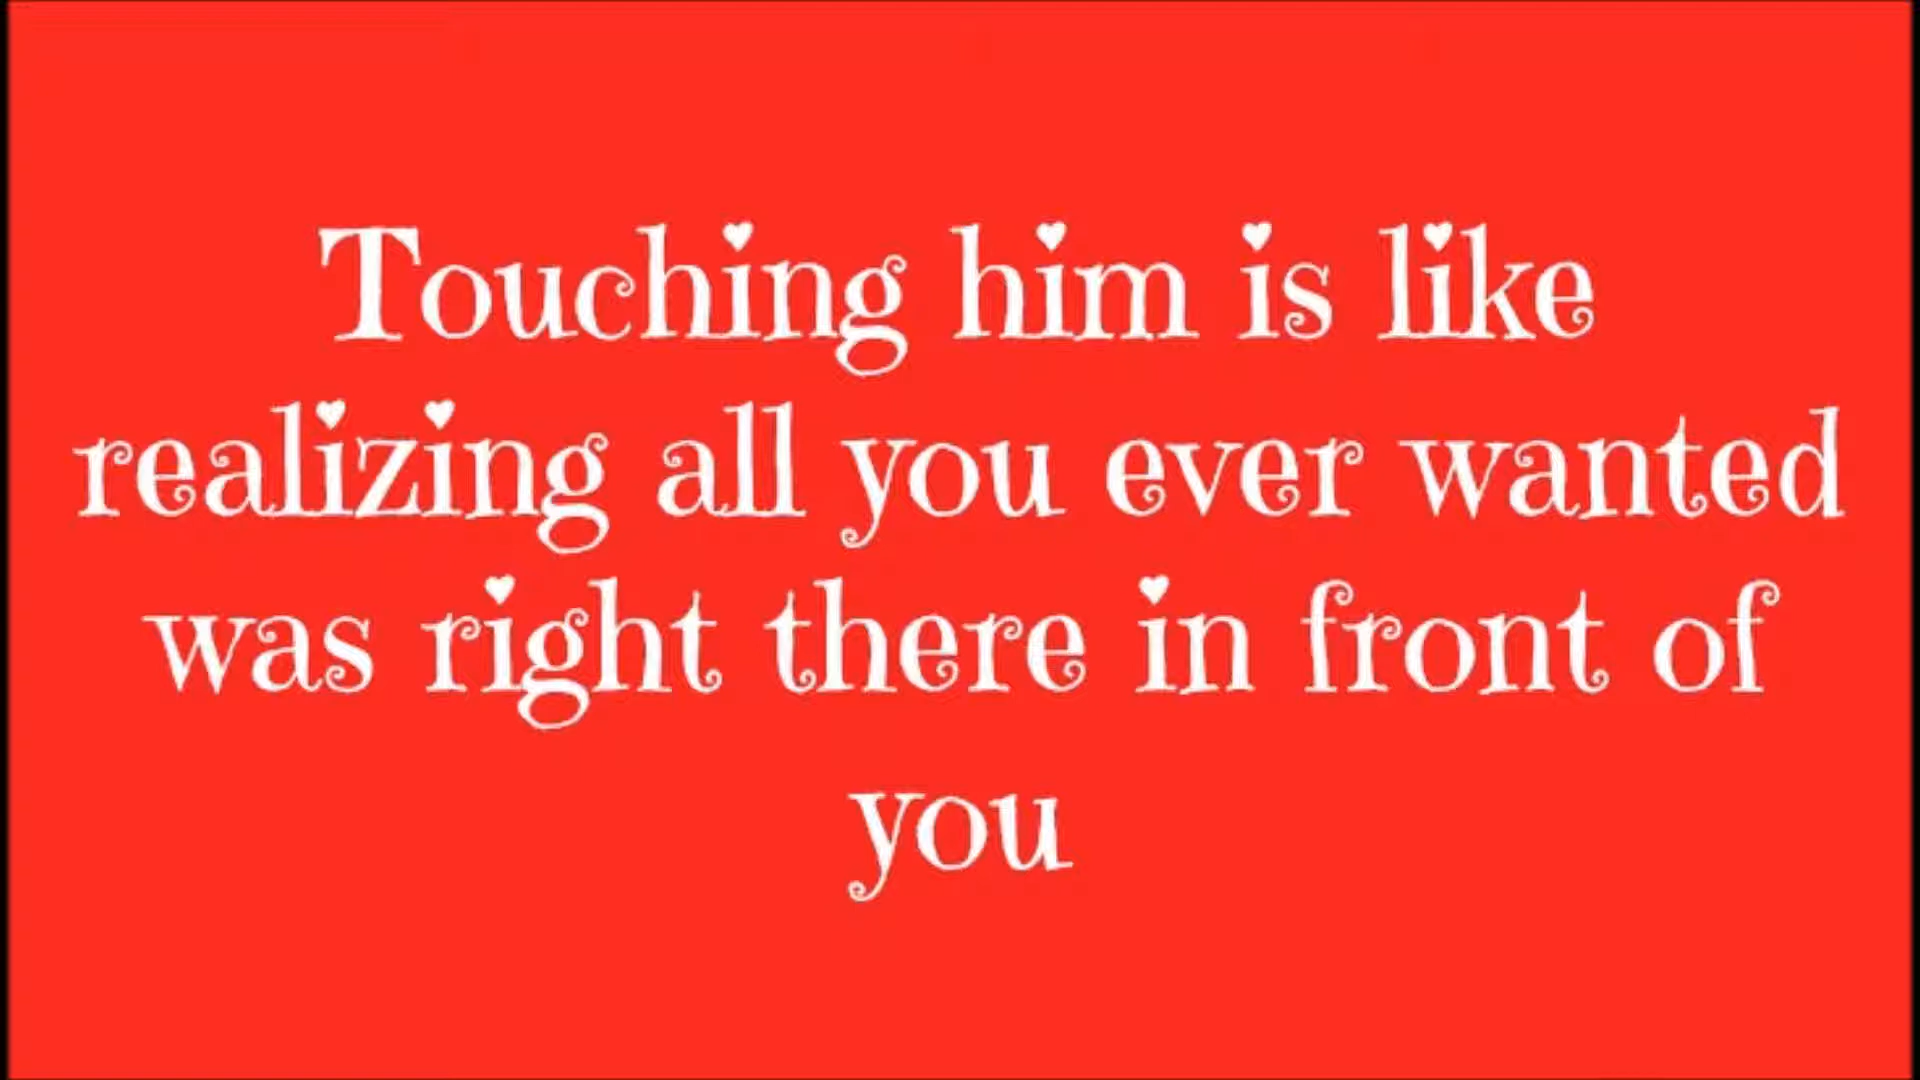 Touching him is like
realizing all you ever wanted
was right there in front of
you